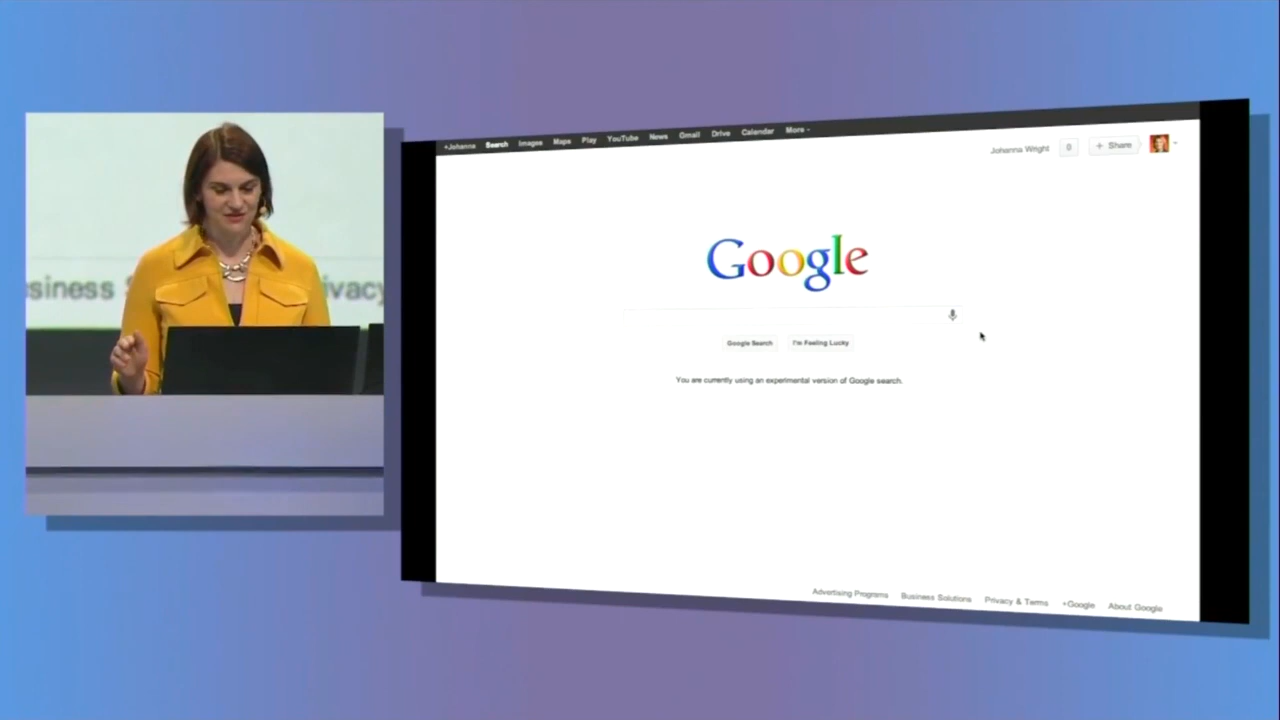 siness S
ivacy
+Johanna Search Images Maps Play YouTube News Gmail Drive Calendar More
Johanna Wright 0 + Share
Google
Google Search I'm Feeling Lucky
You are currently using an experimental version of Google search.
Advertising Programs Business Solutions Privacy & Terms +Google About Google